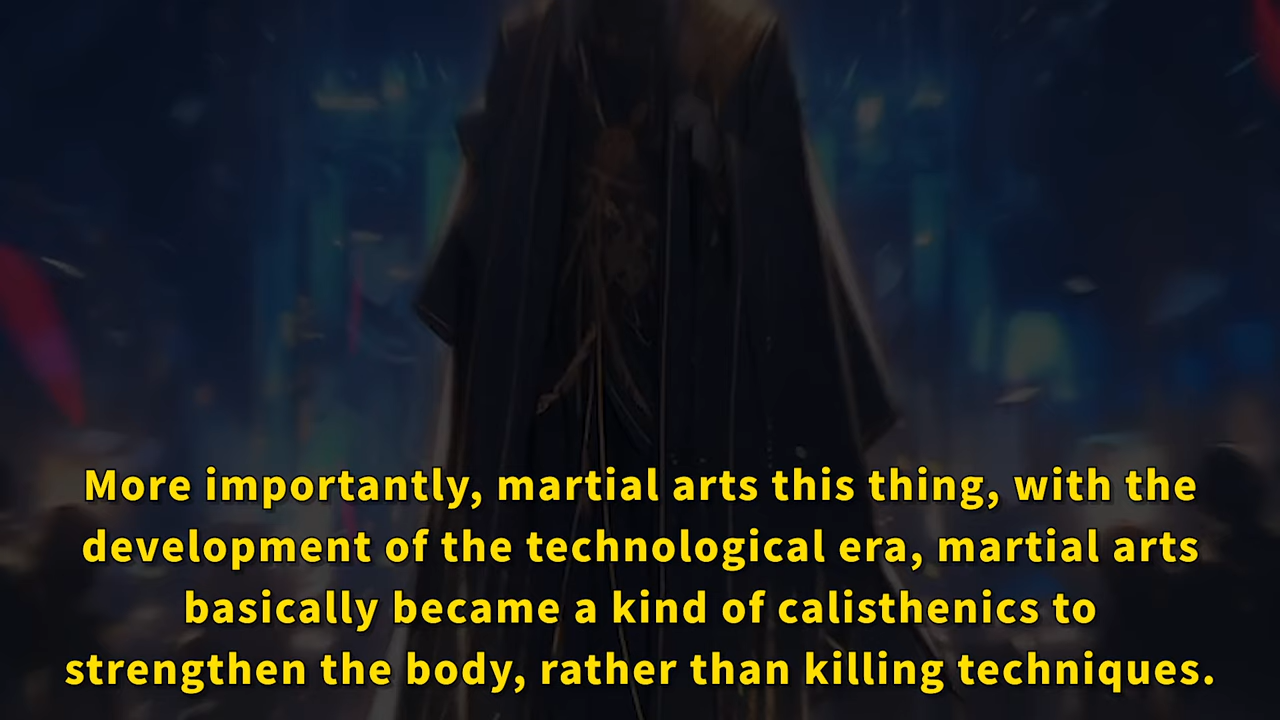 More importantly, martial arts this thing, with the
development of the technological era, martial arts
basically became a kind of calisthenics to
strengthen the body, rather than killing techniques.